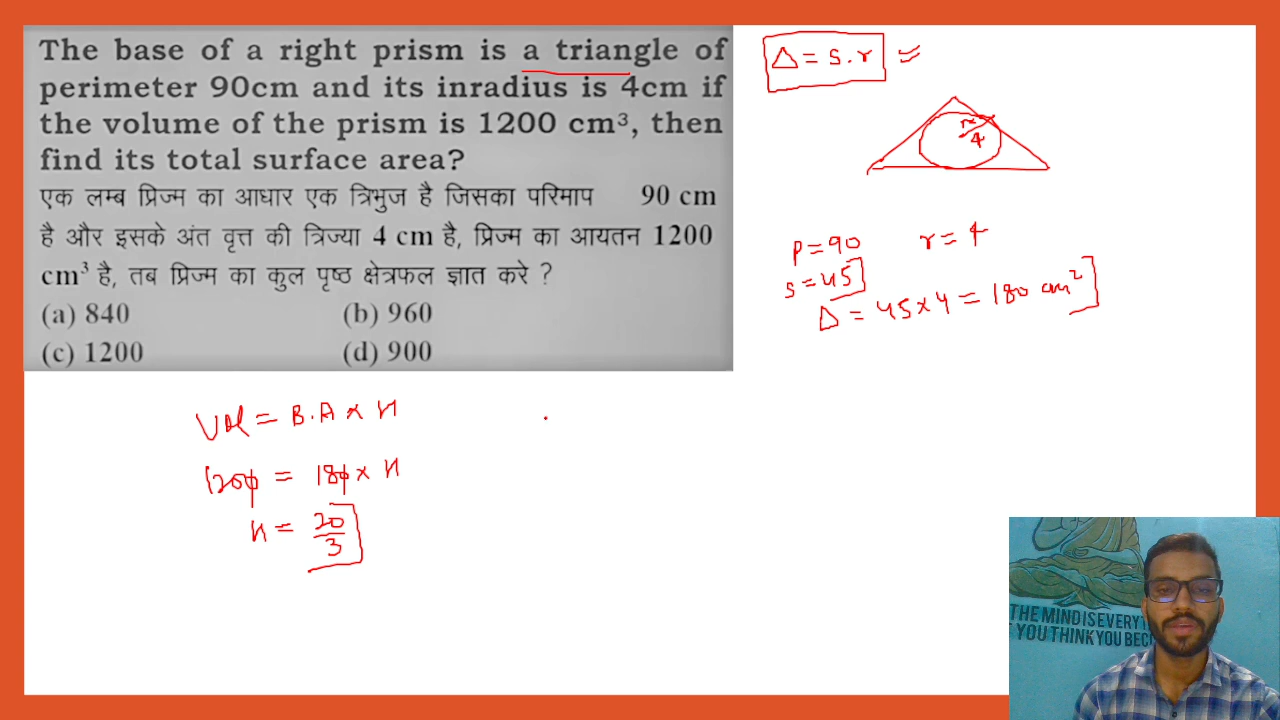 The base of a right prism is a triangle of
perimeter 90cm and its inradius is 4cm if
the volume of the prism is 1200 cm³, then
find its total surface area?
एक लम्ब प्रिज्म का आधार एक त्रिभुज है जिसका परिमाप 90 cm
है और इसके अंत वृत्त की त्रिज्या 4 cm है, प्रिज्म का आयतन 1200
cm³ है, तब प्रिज्म का कुल पृष्ठ क्षेत्रफल ज्ञात करे ?
(a) 840 (b) 960
(c) 1200 (d) 900
Δ = s.r
r
4
P = 90 r = 4
s = 45
Δ = 45 × 4 = 180 cm²
Vol = B.A × H
1200 = 180 × H
H = 20/3
THE MIND IS EVERYT
YOU THINK YOU BEC